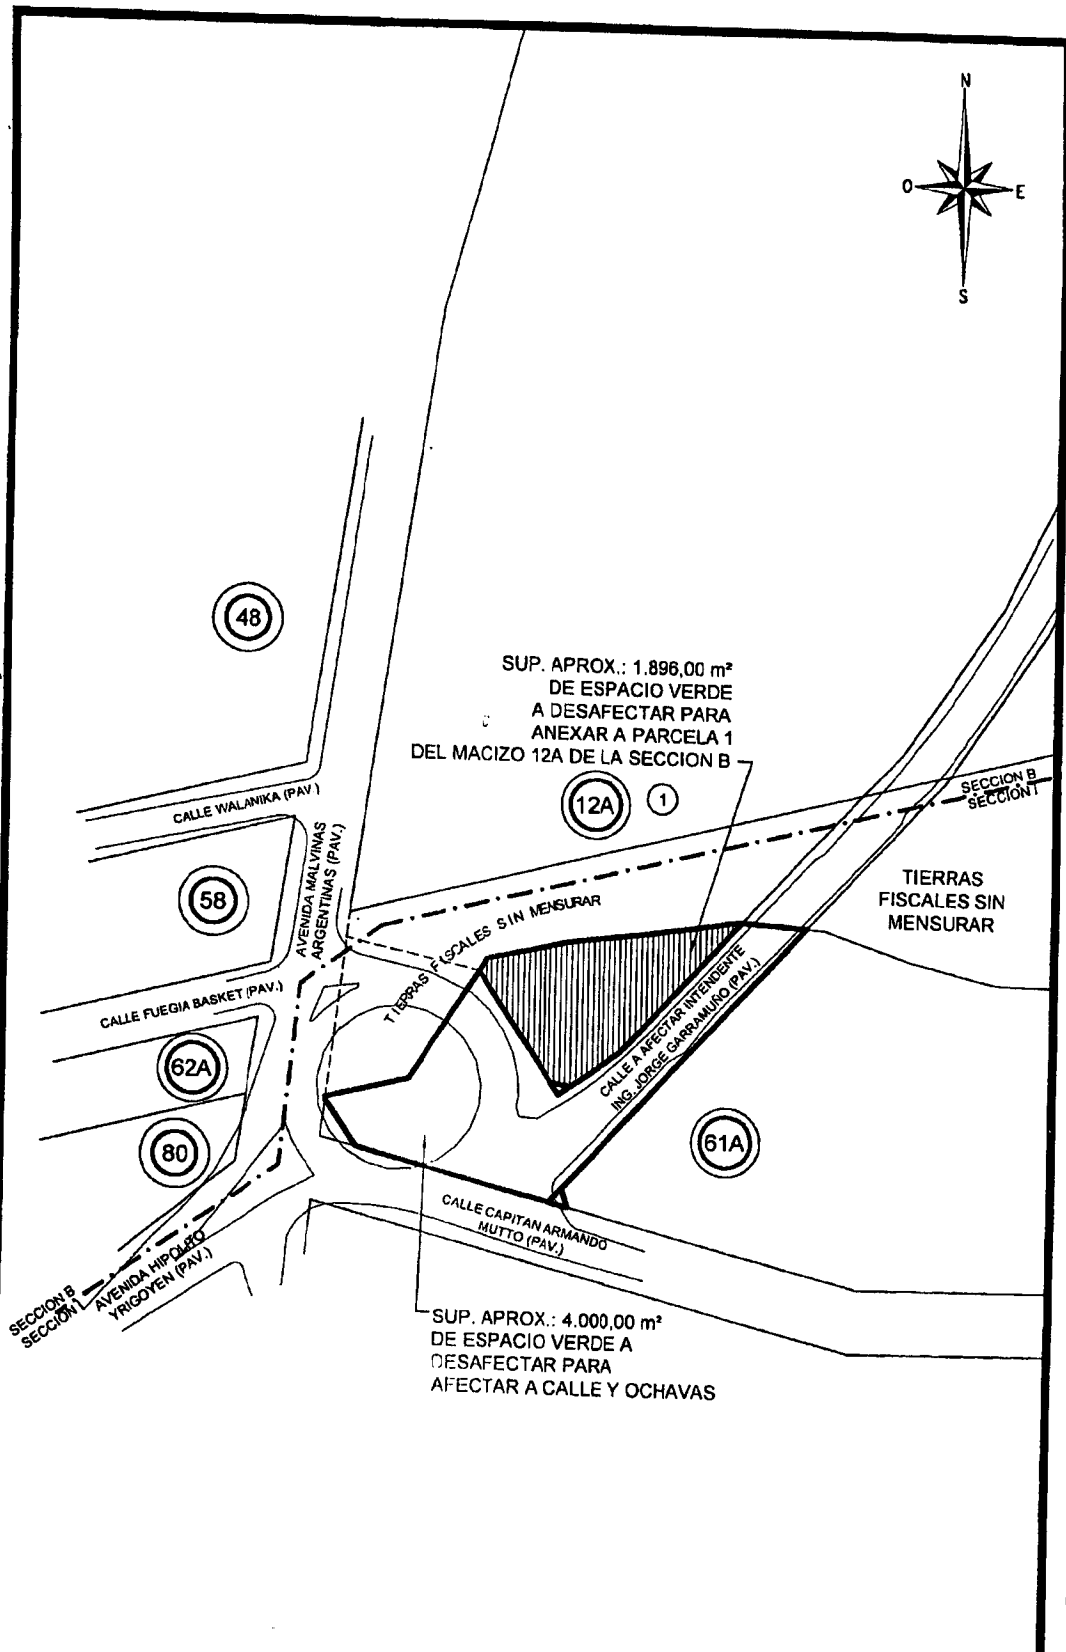 N
O
E
S
48
SUP. APROX.: 1.896,00 m²
DE ESPACIO VERDE
A DESAFECTAR PARA
ANEXAR A PARCELA 1
DEL MACIZO 12A DE LA SECCION B
12A
1
SECCION B
SECCION I
CALLE WALANIKA (PAV.)
AVENIDA MALVINAS
ARGENTINAS (PAV.)
58
TIERRAS FISCALES SIN MENSURAR
TIERRAS
FISCALES SIN
MENSURAR
CALLE FUEGIA BASKET (PAV.)
CALLE A AFECTAR INTENDENTE
ING. JORGE GARRAMUÑO (PAV.)
62A
80
61A
CALLE CAPITAN ARMANDO
MUTTO (PAV.)
AVENIDA HIPOLITO
YRIGOYEN (PAV.)
SECCION B
SECCION I
SUP. APROX.: 4.000,00 m²
DE ESPACIO VERDE A
DESAFECTAR PARA
AFECTAR A CALLE Y OCHAVAS